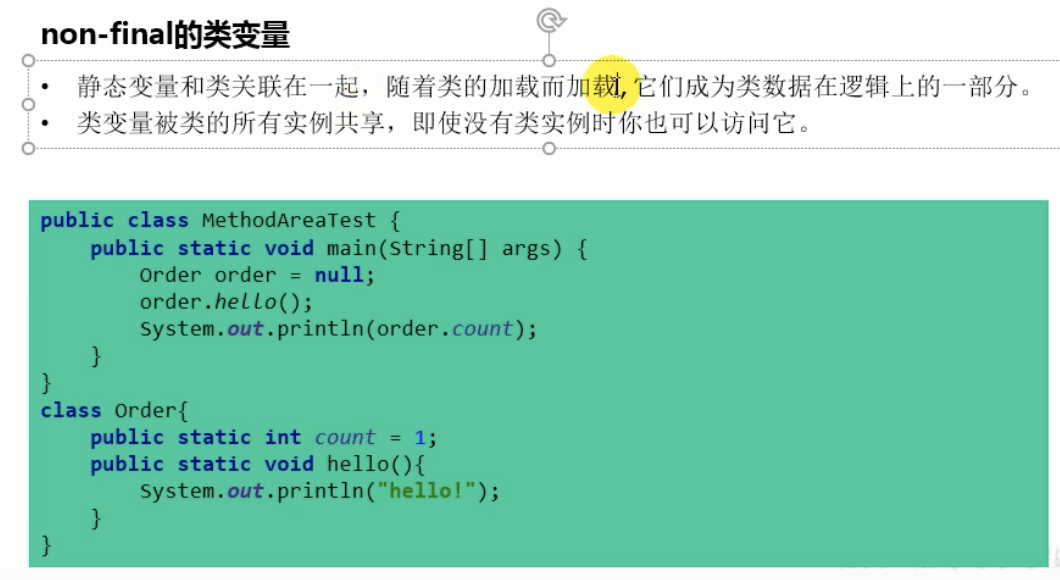 non-final的类变量
• 静态变量和类关联在一起，随着类的加载而加载,它们成为类数据在逻辑上的一部分。
• 类变量被类的所有实例共享，即使没有类实例时你也可以访问它。
public class MethodAreaTest {
    public static void main(String[] args) {
        Order order = null;
        order.hello();
        System.out.println(order.count);
    }
}
class Order{
    public static int count = 1;
    public static void hello(){
        System.out.println("hello!");
    }
}